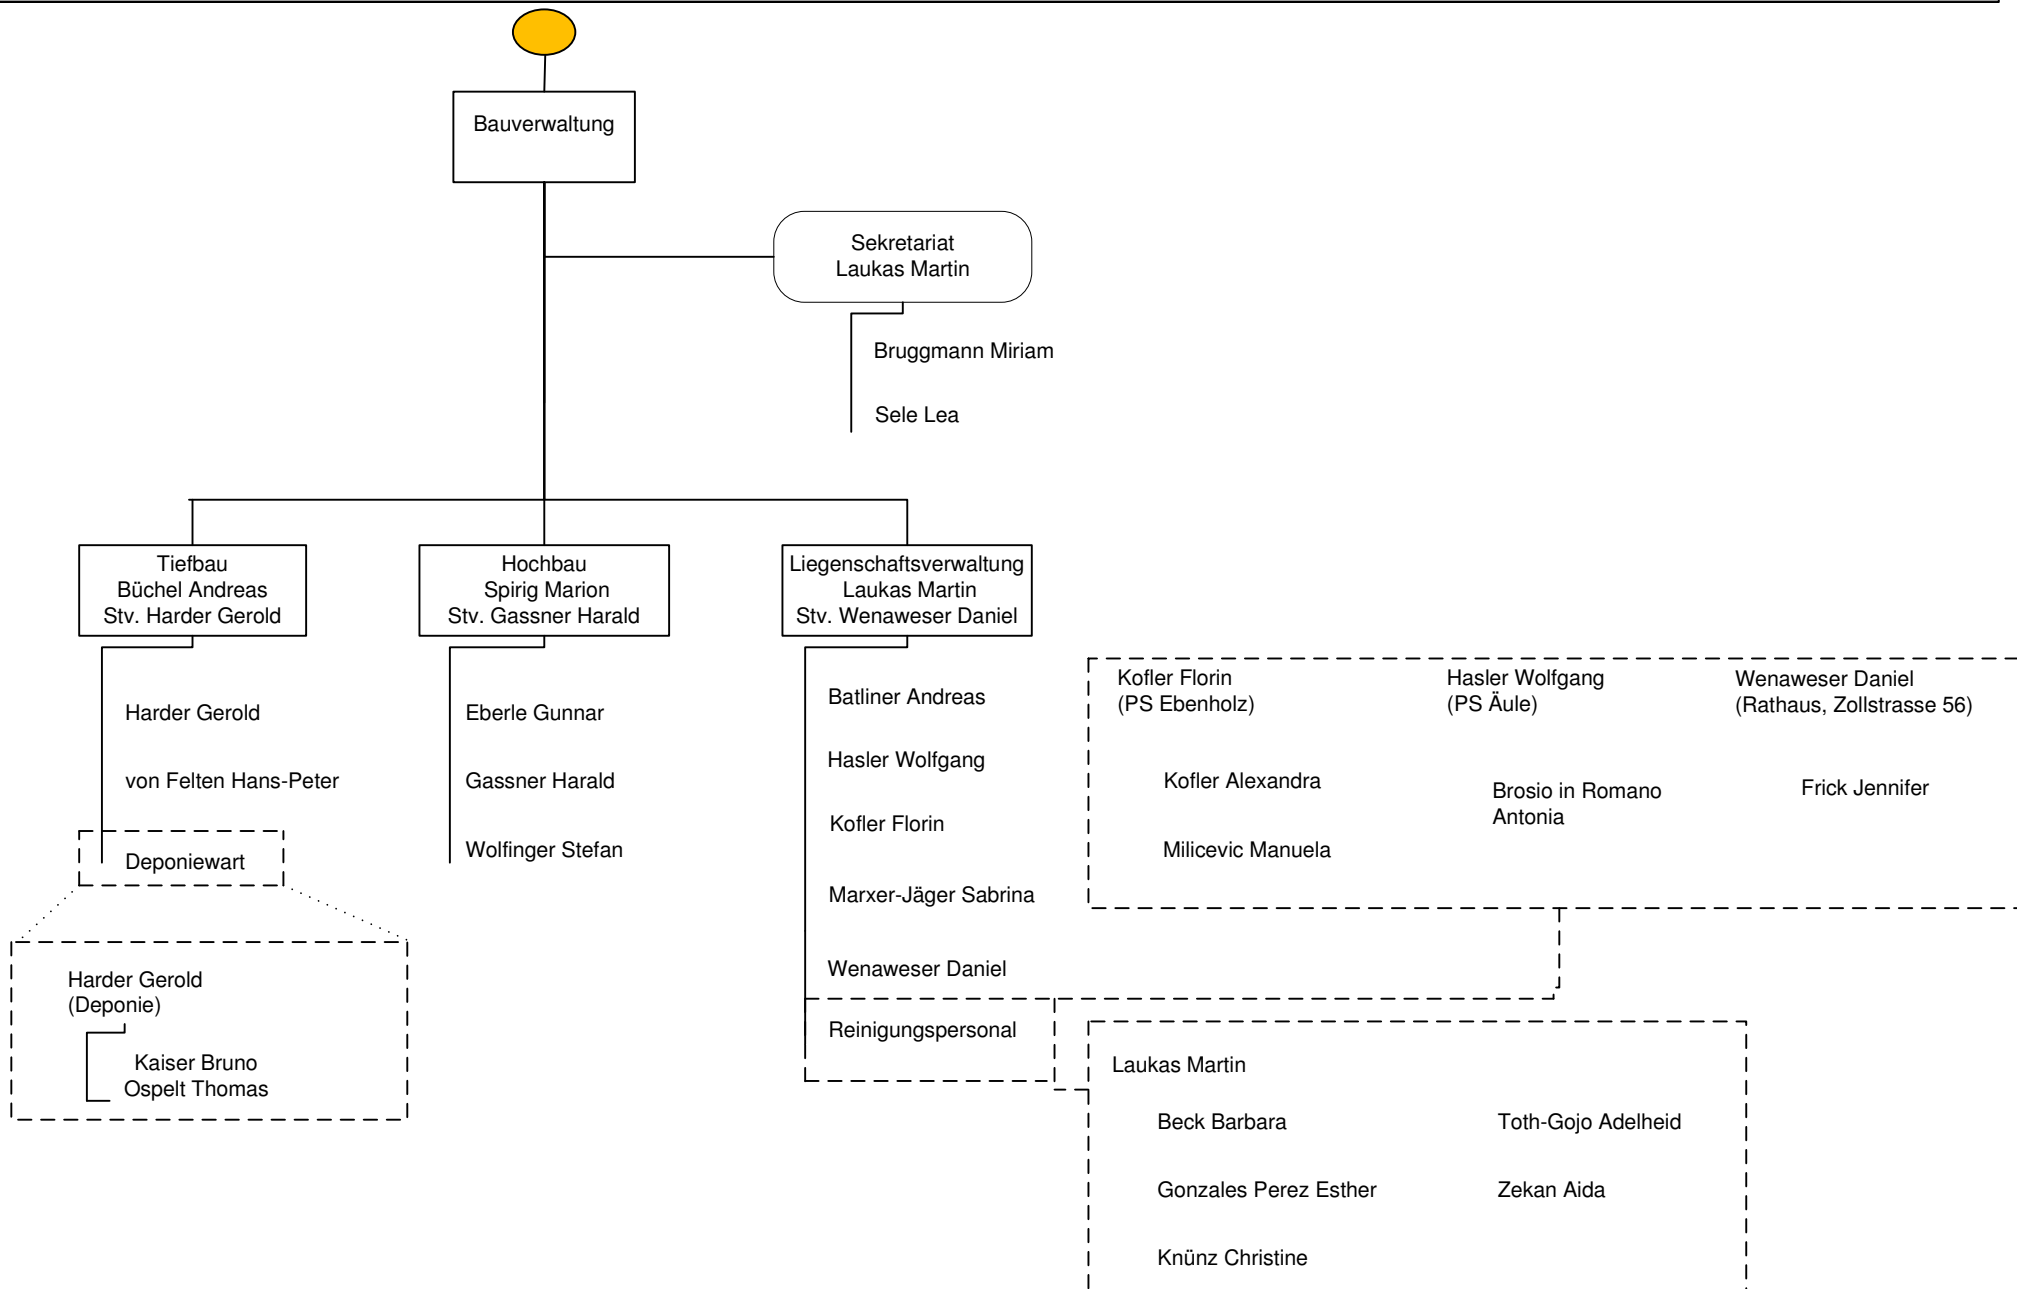 Bauverwaltung
Sekretariat
Laukas Martin
Bruggmann Miriam
Sele Lea
Tiefbau
Büchel Andreas
Stv. Harder Gerold
Harder Gerold
von Felten Hans-Peter
Deponiewart
Harder Gerold
(Deponie)
Kaiser Bruno
Ospelt Thomas
Hochbau
Spirig Marion
Stv. Gassner Harald
Eberle Gunnar
Gassner Harald
Wolfinger Stefan
Liegenschaftsverwaltung
Laukas Martin
Stv. Wenaweser Daniel
Batliner Andreas
Hasler Wolfgang
Kofler Florin
Marxer-Jäger Sabrina
Wenaweser Daniel
Reinigungspersonal
Kofler Florin
(PS Ebenholz)
Kofler Alexandra
Milicevic Manuela
Hasler Wolfgang
(PS Äule)
Brosio in Romano
Antonia
Wenaweser Daniel
(Rathaus, Zollstrasse 56)
Frick Jennifer
Laukas Martin
Beck Barbara
Gonzales Perez Esther
Knünz Christine
Toth-Gojo Adelheid
Zekan Aida